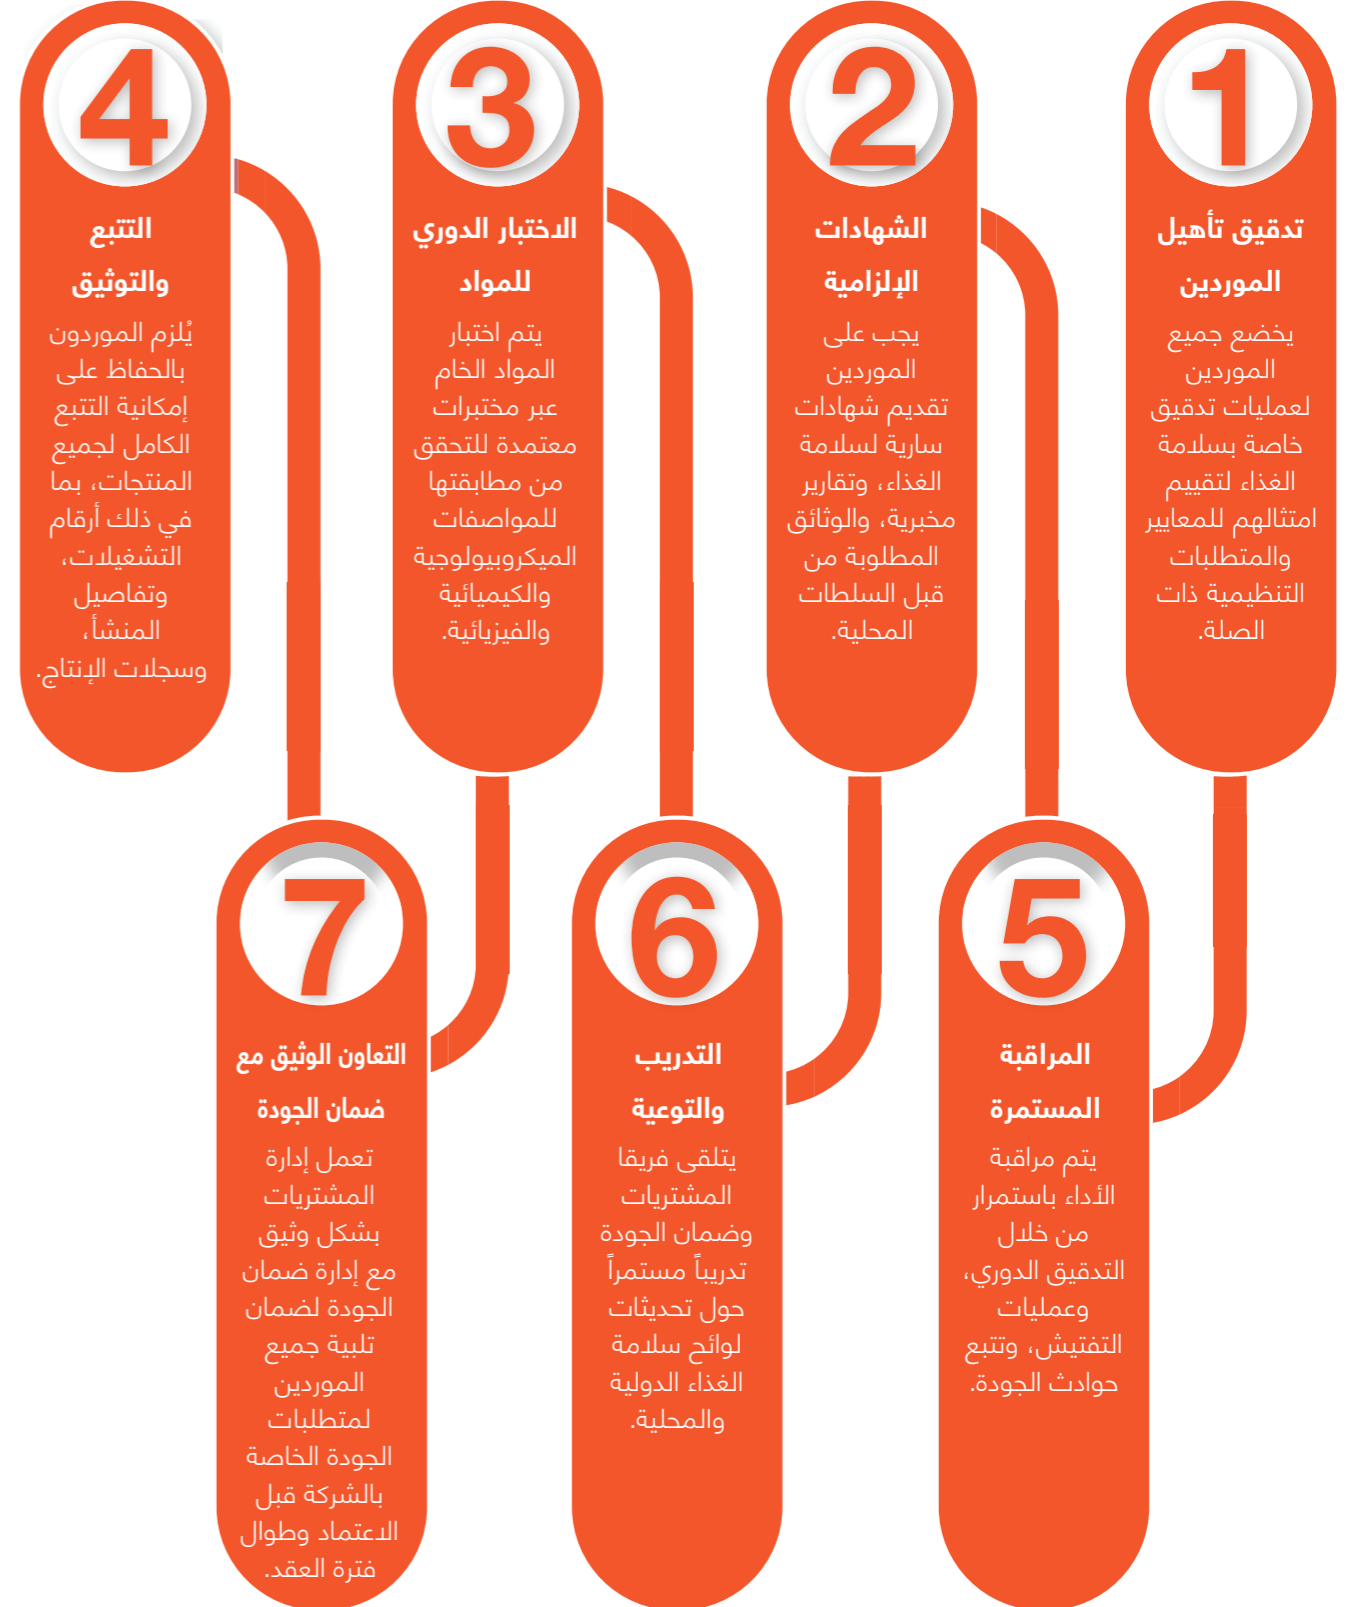 1
تدقيق تأهيل
الموردين
يخضع جميع
الموردين
لعمليات تدقيق
خاصة بسلامة
الغذاء لتقييم
امتثالهم للمعايير
والمتطلبات
التنظيمية ذات
الصلة.
2
الشهادات
الإلزامية
يجب على
الموردين
تقديم شهادات
سارية لسلامة
الغذاء، وتقارير
مخبرية، والوثائق
المطلوبة من
قبل السلطات
المحلية.
3
الاختبار الدوري
للمواد
يتم اختبار
المواد الخام
عبر مختبرات
معتمدة للتحقق
من مطابقتها
للمواصفات
الميكروبيولوجية
والكيميائية
والفيزيائية.
4
التتبع
والتوثيق
يُلزم الموردون
بالحفاظ على
إمكانية التتبع
الكامل لجميع
المنتجات، بما
في ذلك أرقام
التشغيلات،
وتفاصيل
المنشأ،
وسجلات الإنتاج.
5
المراقبة
المستمرة
يتم مراقبة
الأداء باستمرار
من خلال
التدقيق الدوري،
وعمليات
التفتيش، وتتبع
حوادث الجودة.
6
التدريب
والتوعية
يتلقى فريقا
المشتريات
وضمان الجودة
تدريباً مستمراً
حول تحديثات
لوائح سلامة
الغذاء الدولية
والمحلية.
7
التعاون الوثيق مع
ضمان الجودة
تعمل إدارة
المشتريات
بشكل وثيق
مع إدارة ضمان
الجودة لضمان
تلبية جميع
الموردين
لمتطلبات
الجودة الخاصة
بالشركة قبل
الاعتماد وطوال
فترة العقد.